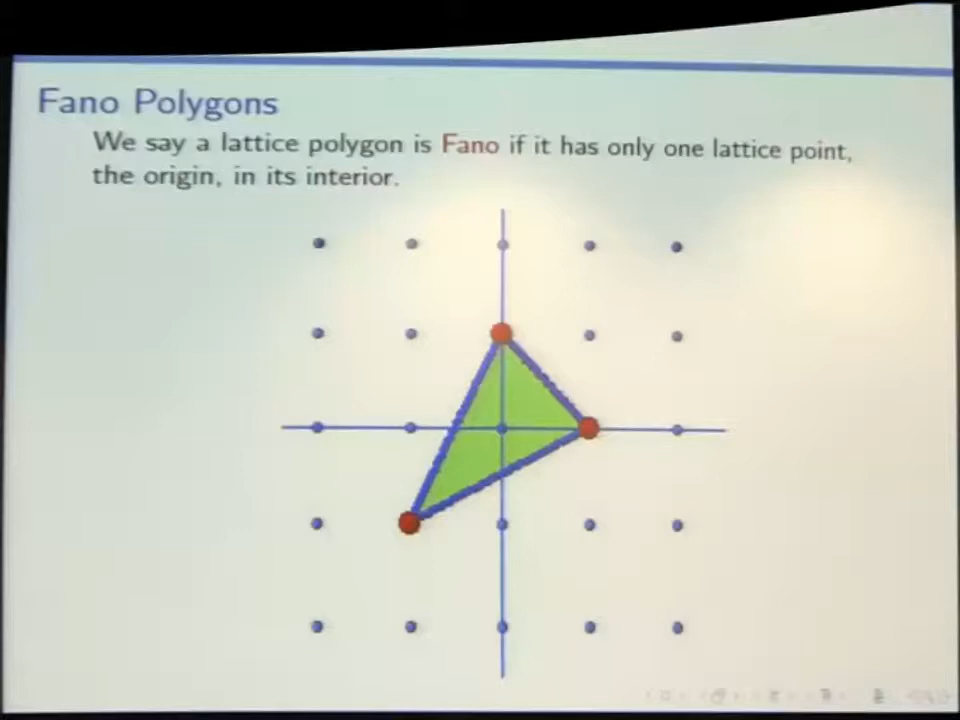 Fano Polygons
We say a lattice polygon is Fano if it has only one lattice point,
the origin, in its interior.